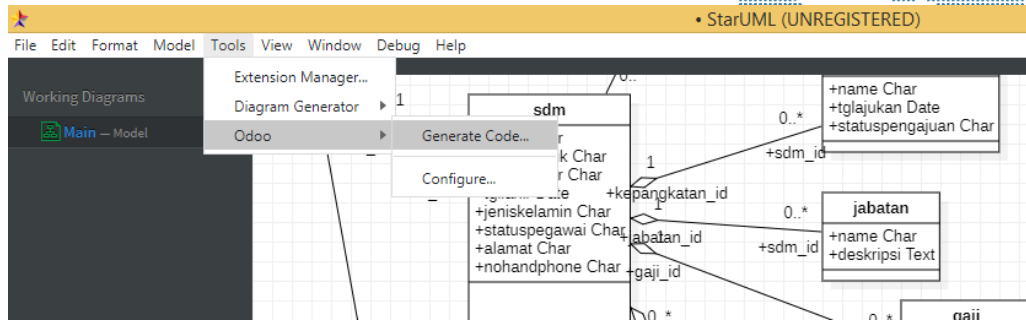 • StarUML (UNREGISTERED)
File Edit Format Model Tools View Window Debug Help
Working Diagrams
Main — Model
Extension Manager...
Diagram Generator
Odoo
Generate Code...
Configure...
1
sdm
k Char
r Char
+jeniskelamin Char
+statuspegawai Char
+alamat Char
+nohandphone Char
1
+kepangkatan_id
1
+jabatan_id
+gaji_id
0..*
+sdm_id
+name Char
+tglajukan Date
+statuspengajuan Char
0..*
+sdm_id
jabatan
+name Char
+deskripsi Text
0..*
0..*
gaji